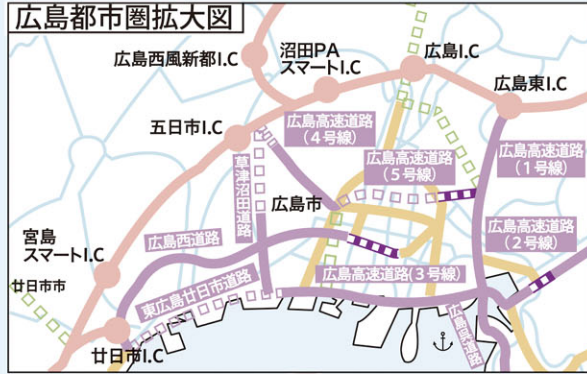 広島都市圏拡大図
広島西風新都I.C
沼田PA
スマートI.C
広島I.C
広島東I.C
五日市I.C
広島高速道路
（4号線）
広島高速道路
（5号線）
広島高速道路
（1号線）
草津沼田道路
広島市
広島西道路
広島高速道路
（2号線）
宮島
スマートI.C
廿日市市
東広島廿日市道路
広島高速道路(3号線)
広島呉道路
廿日市I.C